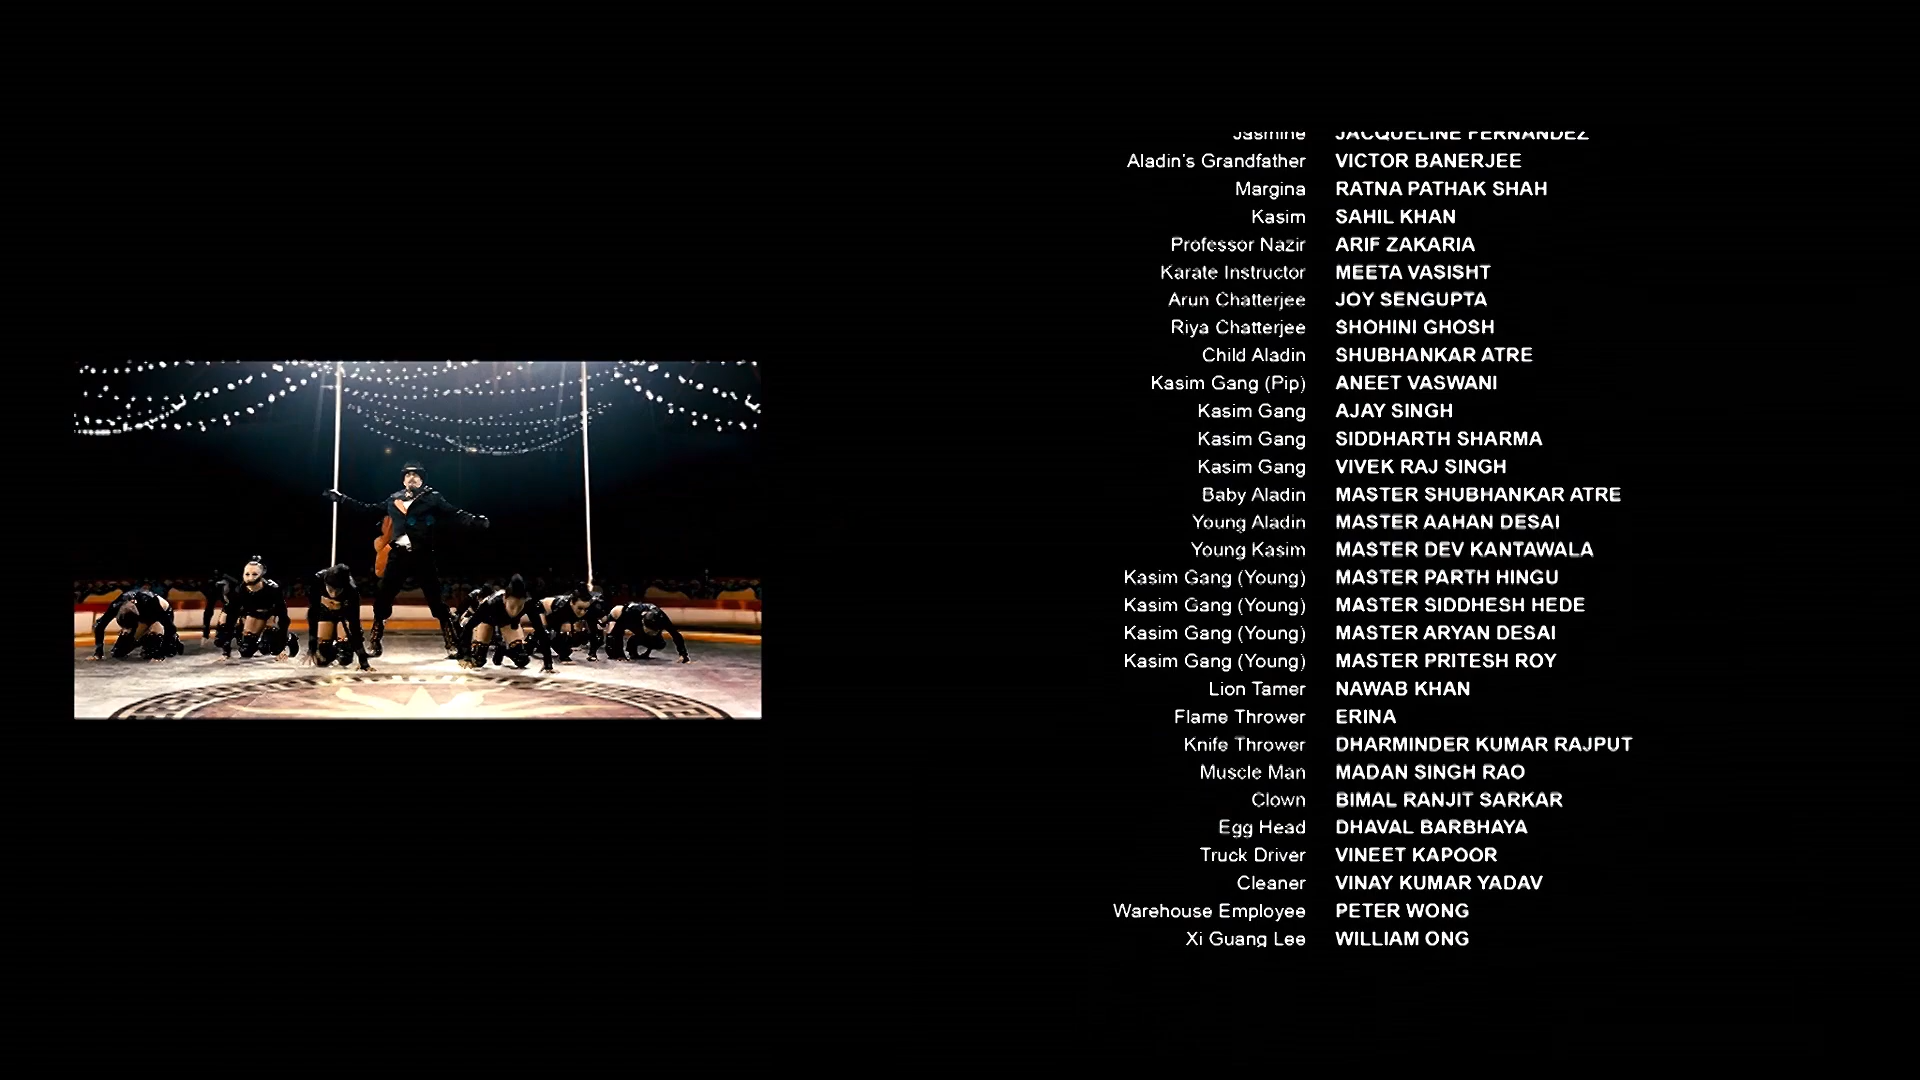 Jasmine JACQUELINE FERNANDEZ
Aladin's Grandfather VICTOR BANERJEE
Margina RATNA PATHAK SHAH
Kasim SAHIL KHAN
Professor Nazir ARIF ZAKARIA
Karate Instructor MEETA VASISHT
Arun Chatterjee JOY SENGUPTA
Riya Chatterjee SHOHINI GHOSH
Child Aladin SHUBHANKAR ATRE
Kasim Gang (Pip) ANEET VASWANI
Kasim Gang AJAY SINGH
Kasim Gang SIDDHARTH SHARMA
Kasim Gang VIVEK RAJ SINGH
Baby Aladin MASTER SHUBHANKAR ATRE
Young Aladin MASTER AAHAN DESAI
Young Kasim MASTER DEV KANTAWALA
Kasim Gang (Young) MASTER PARTH HINGU
Kasim Gang (Young) MASTER SIDDHESH HEDE
Kasim Gang (Young) MASTER ARYAN DESAI
Kasim Gang (Young) MASTER PRITESH ROY
Lion Tamer NAWAB KHAN
Flame Thrower ERINA
Knife Thrower DHARMINDER KUMAR RAJPUT
Muscle Man MADAN SINGH RAO
Clown BIMAL RANJIT SARKAR
Egg Head DHAVAL BARBHAYA
Truck Driver VINEET KAPOOR
Cleaner VINAY KUMAR YADAV
Warehouse Employee PETER WONG
Xi Guang Lee WILLIAM ONG